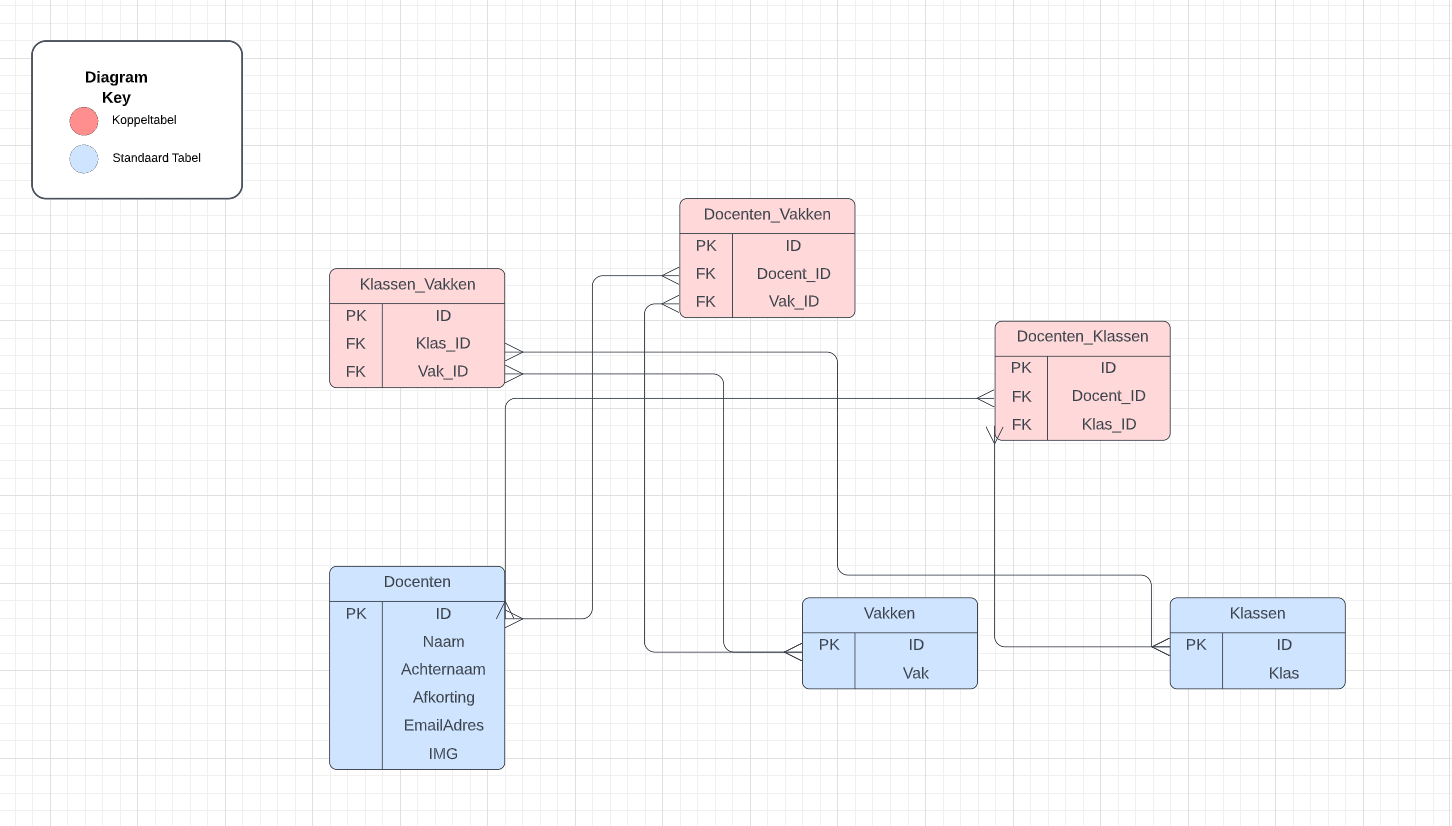 Diagram
Key
Koppeltabel
Standaard Tabel
Docenten_Vakken
PK ID
FK Docent_ID
FK Vak_ID
Klassen_Vakken
PK ID
FK Klas_ID
FK Vak_ID
Docenten_Klassen
PK ID
FK Docent_ID
FK Klas_ID
Docenten
PK ID
Naam
Achternaam
Afkorting
EmailAdres
IMG
Vakken
PK ID
Vak
Klassen
PK ID
Klas